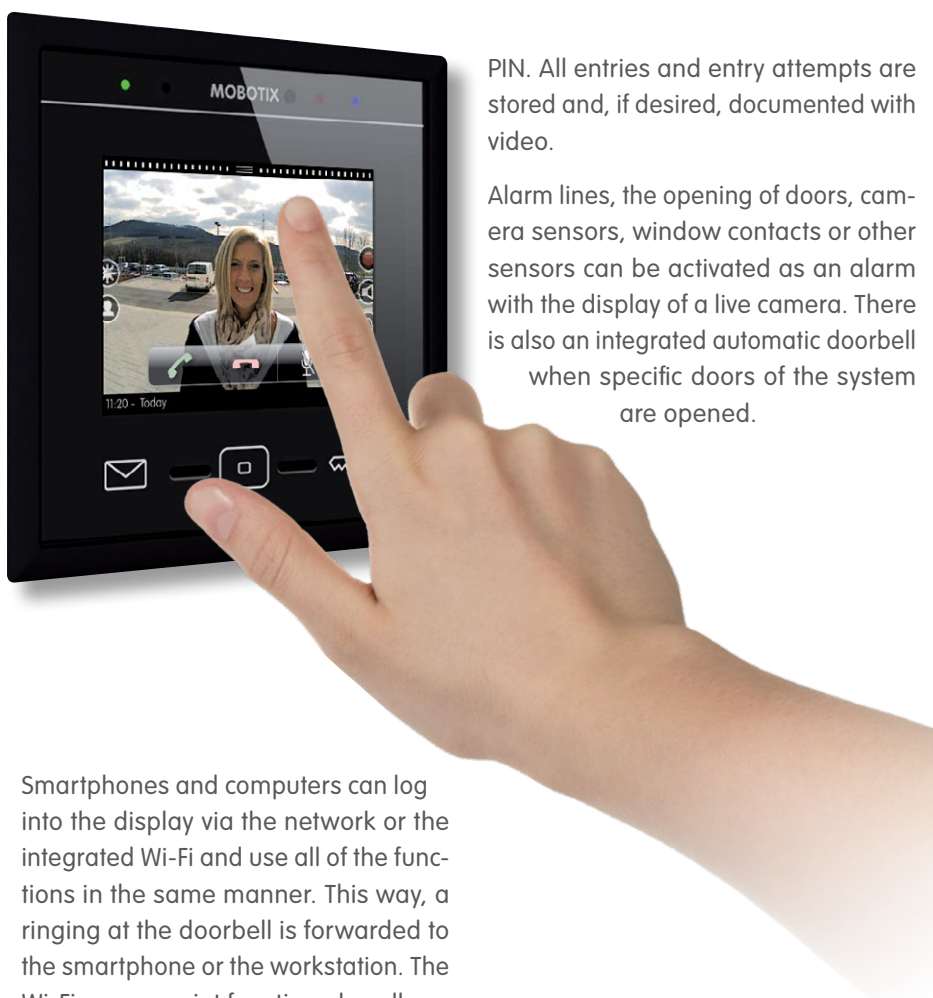 MOBOTIX
11:20 - Today
PIN. All entries and entry attempts are
stored and, if desired, documented with
video.
Alarm lines, the opening of doors, cam-
era sensors, window contacts or other
sensors can be activated as an alarm
with the display of a live camera. There
is also an integrated automatic doorbell
when specific doors of the system
are opened.
Smartphones and computers can log
into the display via the network or the
integrated Wi-Fi and use all of the func-
tions in the same manner. This way, a
ringing at the doorbell is forwarded to
the smartphone or the workstation. The